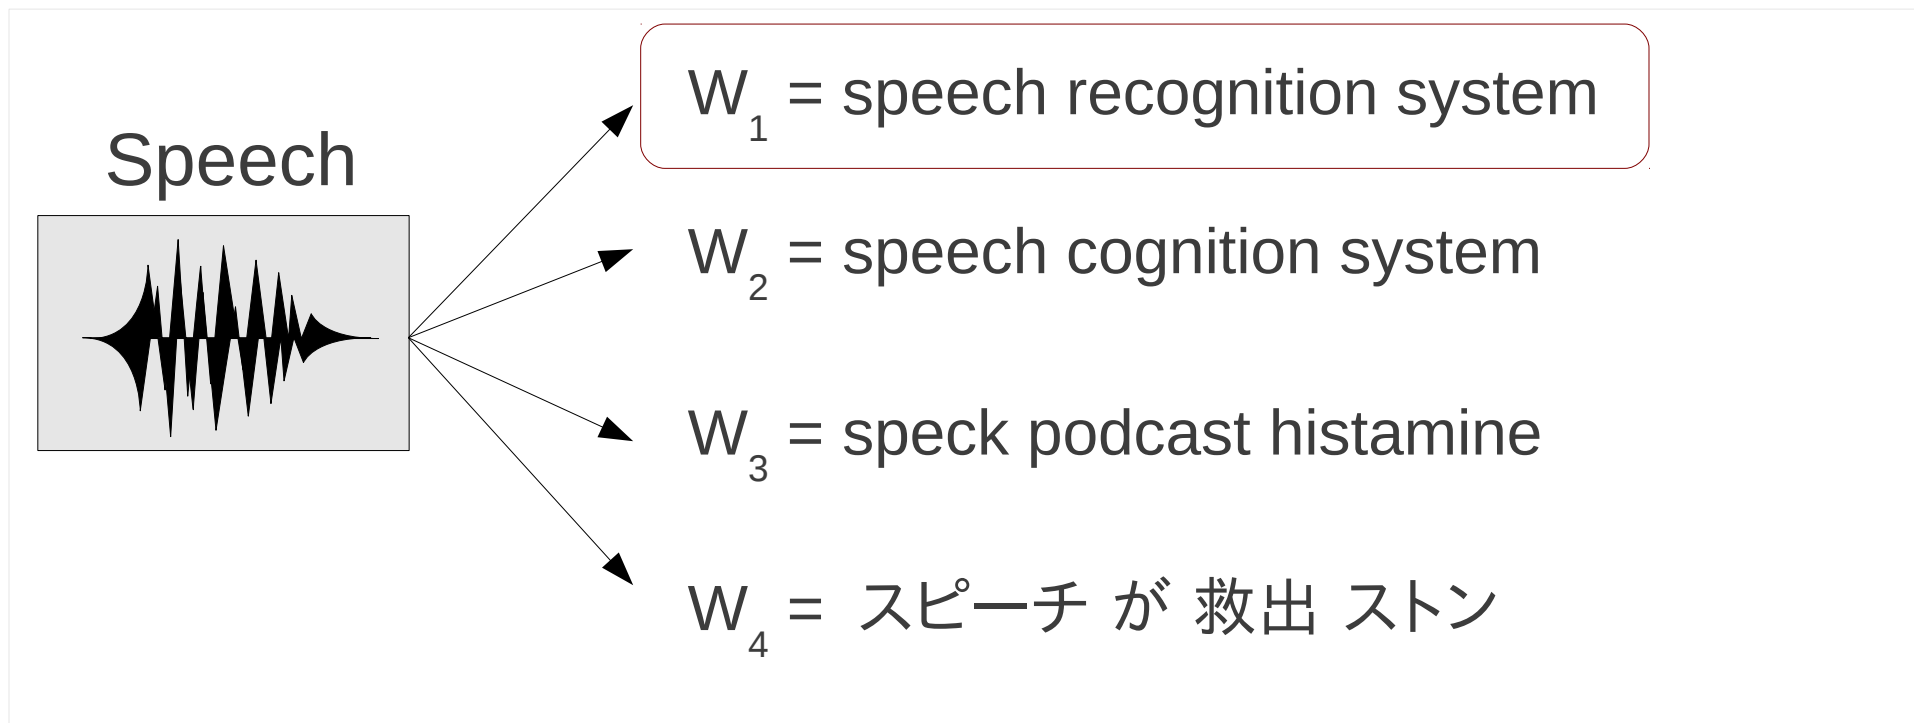 Speech
W1 = speech recognition system
W2 = speech cognition system
W3 = speck podcast histamine
W4 = スピーチ が 救出 ストン